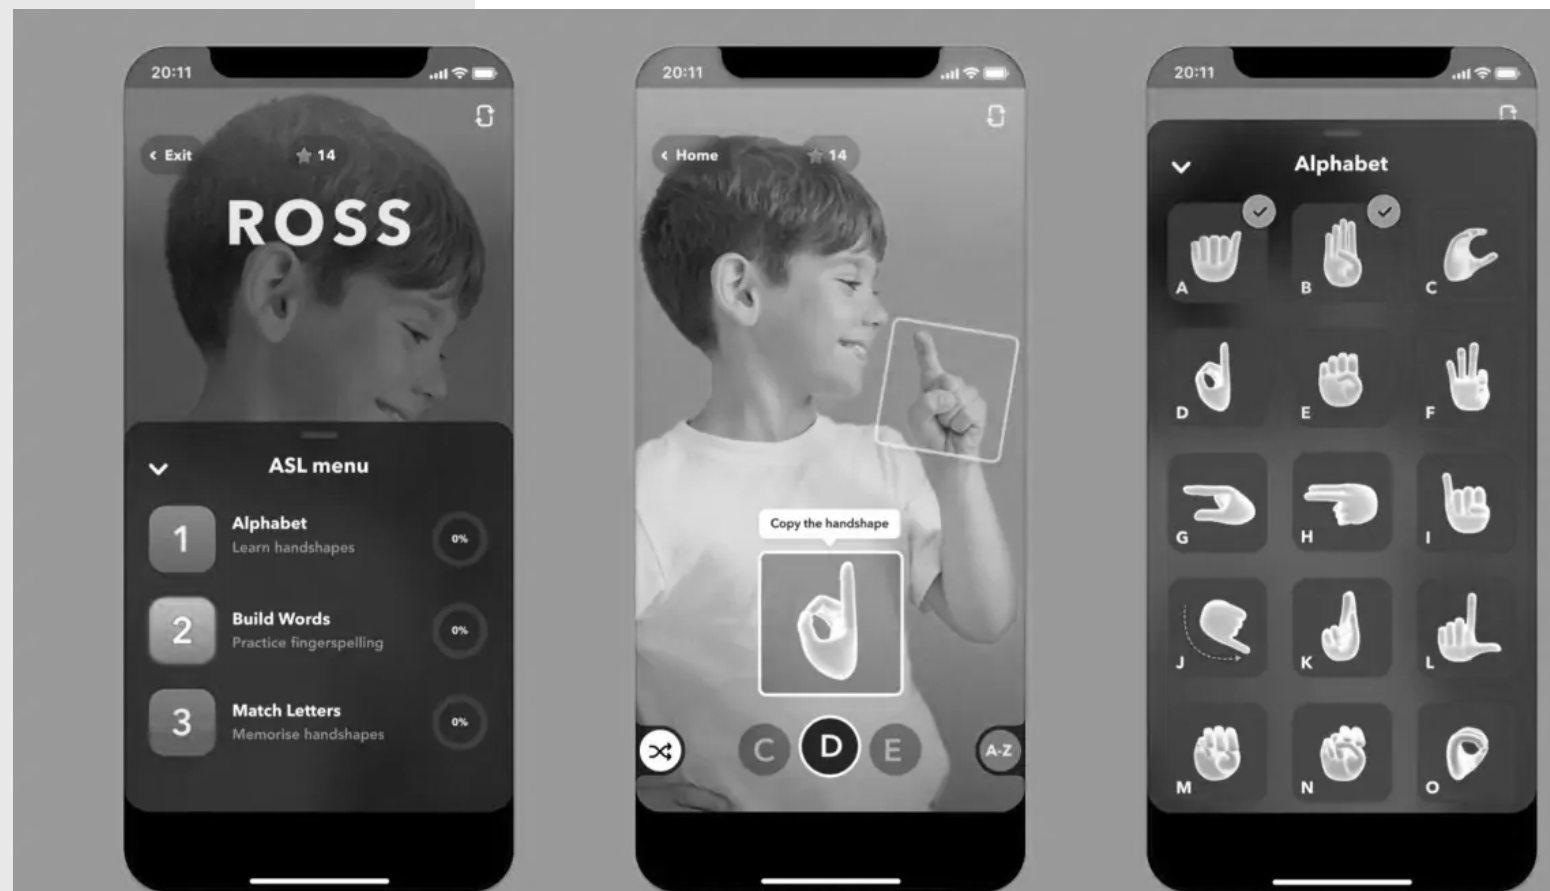 20:11
Exit
14
ROSS
ASL menu
1
Alphabet
Learn handshapes
0%
2
Build Words
Practice fingerspelling
0%
3
Match Letters
Memorise handshapes
0%
20:11
Home
14
Copy the handshape
C D E
A-Z
20:11
Alphabet
A B C
D E F
G H I
J K L
M N O